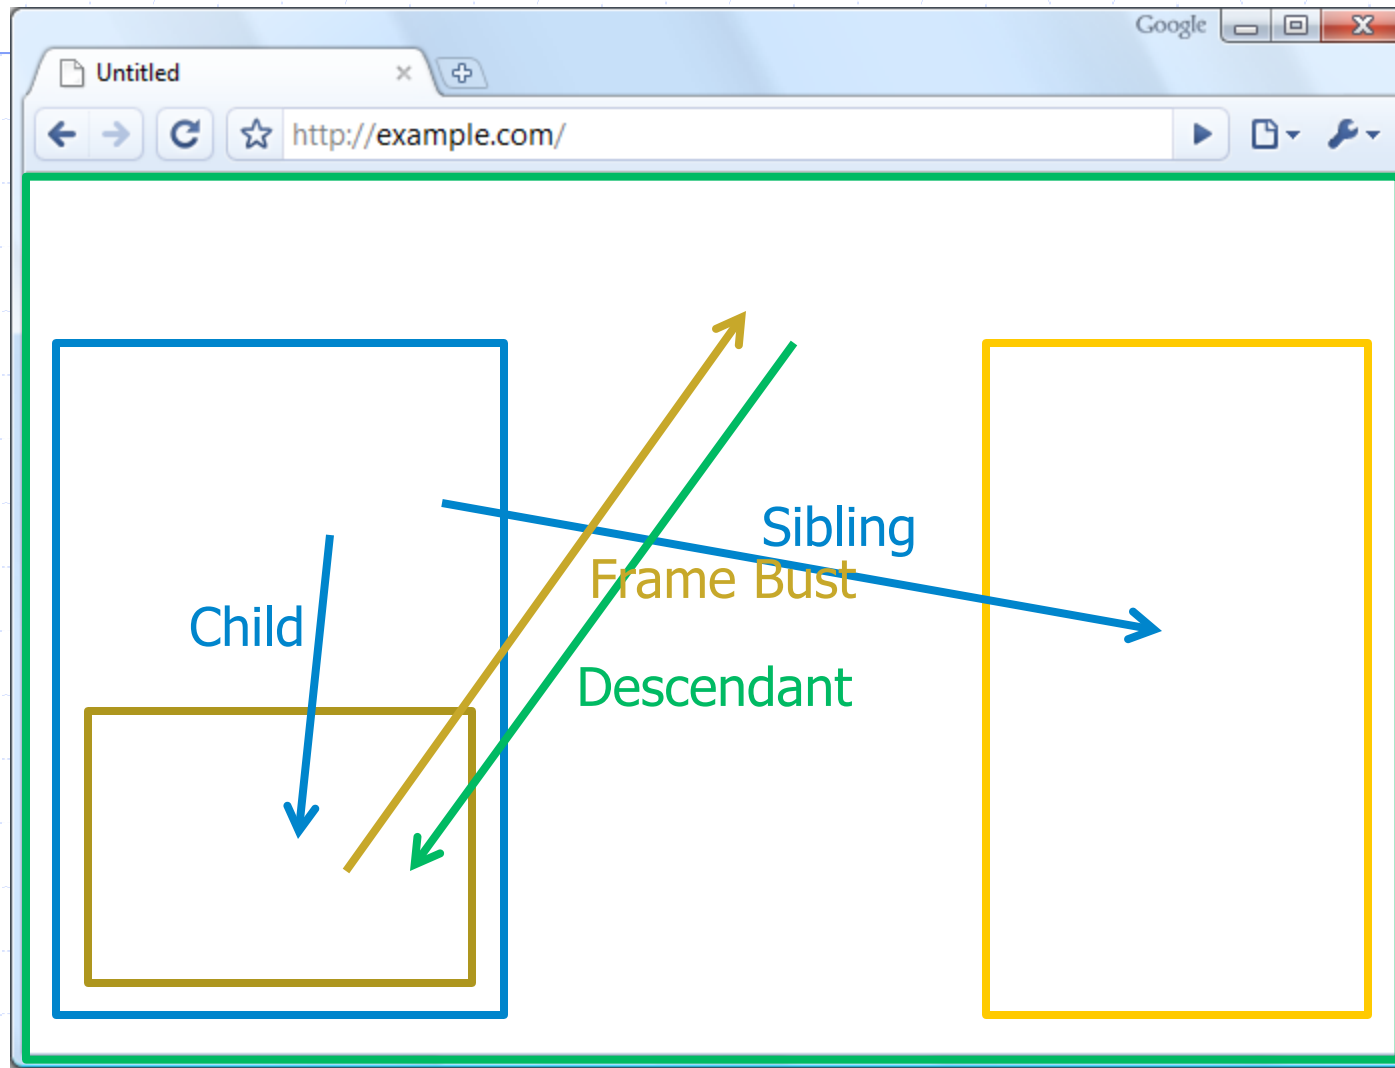 Google
Untitled
http://example.com/
Sibling
Frame Bust
Child
Descendant